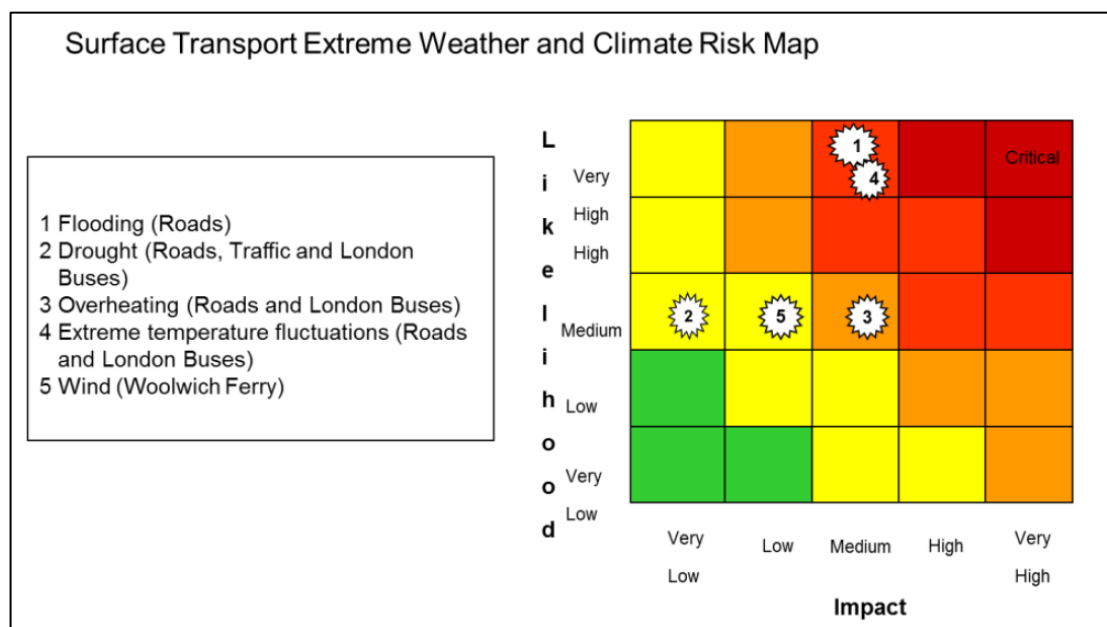 Surface Transport Extreme Weather and Climate Risk Map
1 Flooding (Roads)
2 Drought (Roads, Traffic and London
Buses)
3 Overheating (Roads and London Buses)
4 Extreme temperature fluctuations (Roads
and London Buses)
5 Wind (Woolwich Ferry)
Likelihood
Very
High
High
Medium
Low
Very
Low
1
Critical
4
2
5
3
Very
Low
Low
Medium
High
Very
High
Impact